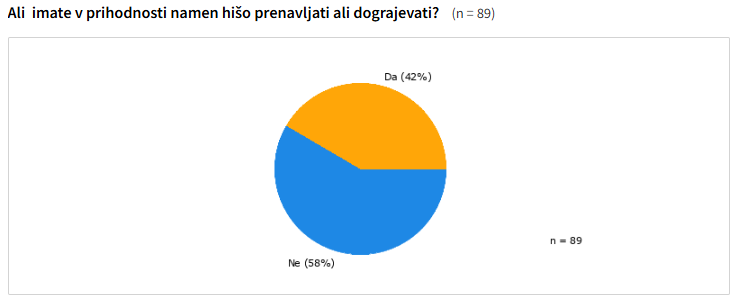 Ali imate v prihodnosti namen hišo prenavljati ali dograjevati? (n = 89)
Da (42%)
n = 89
Ne (58%)